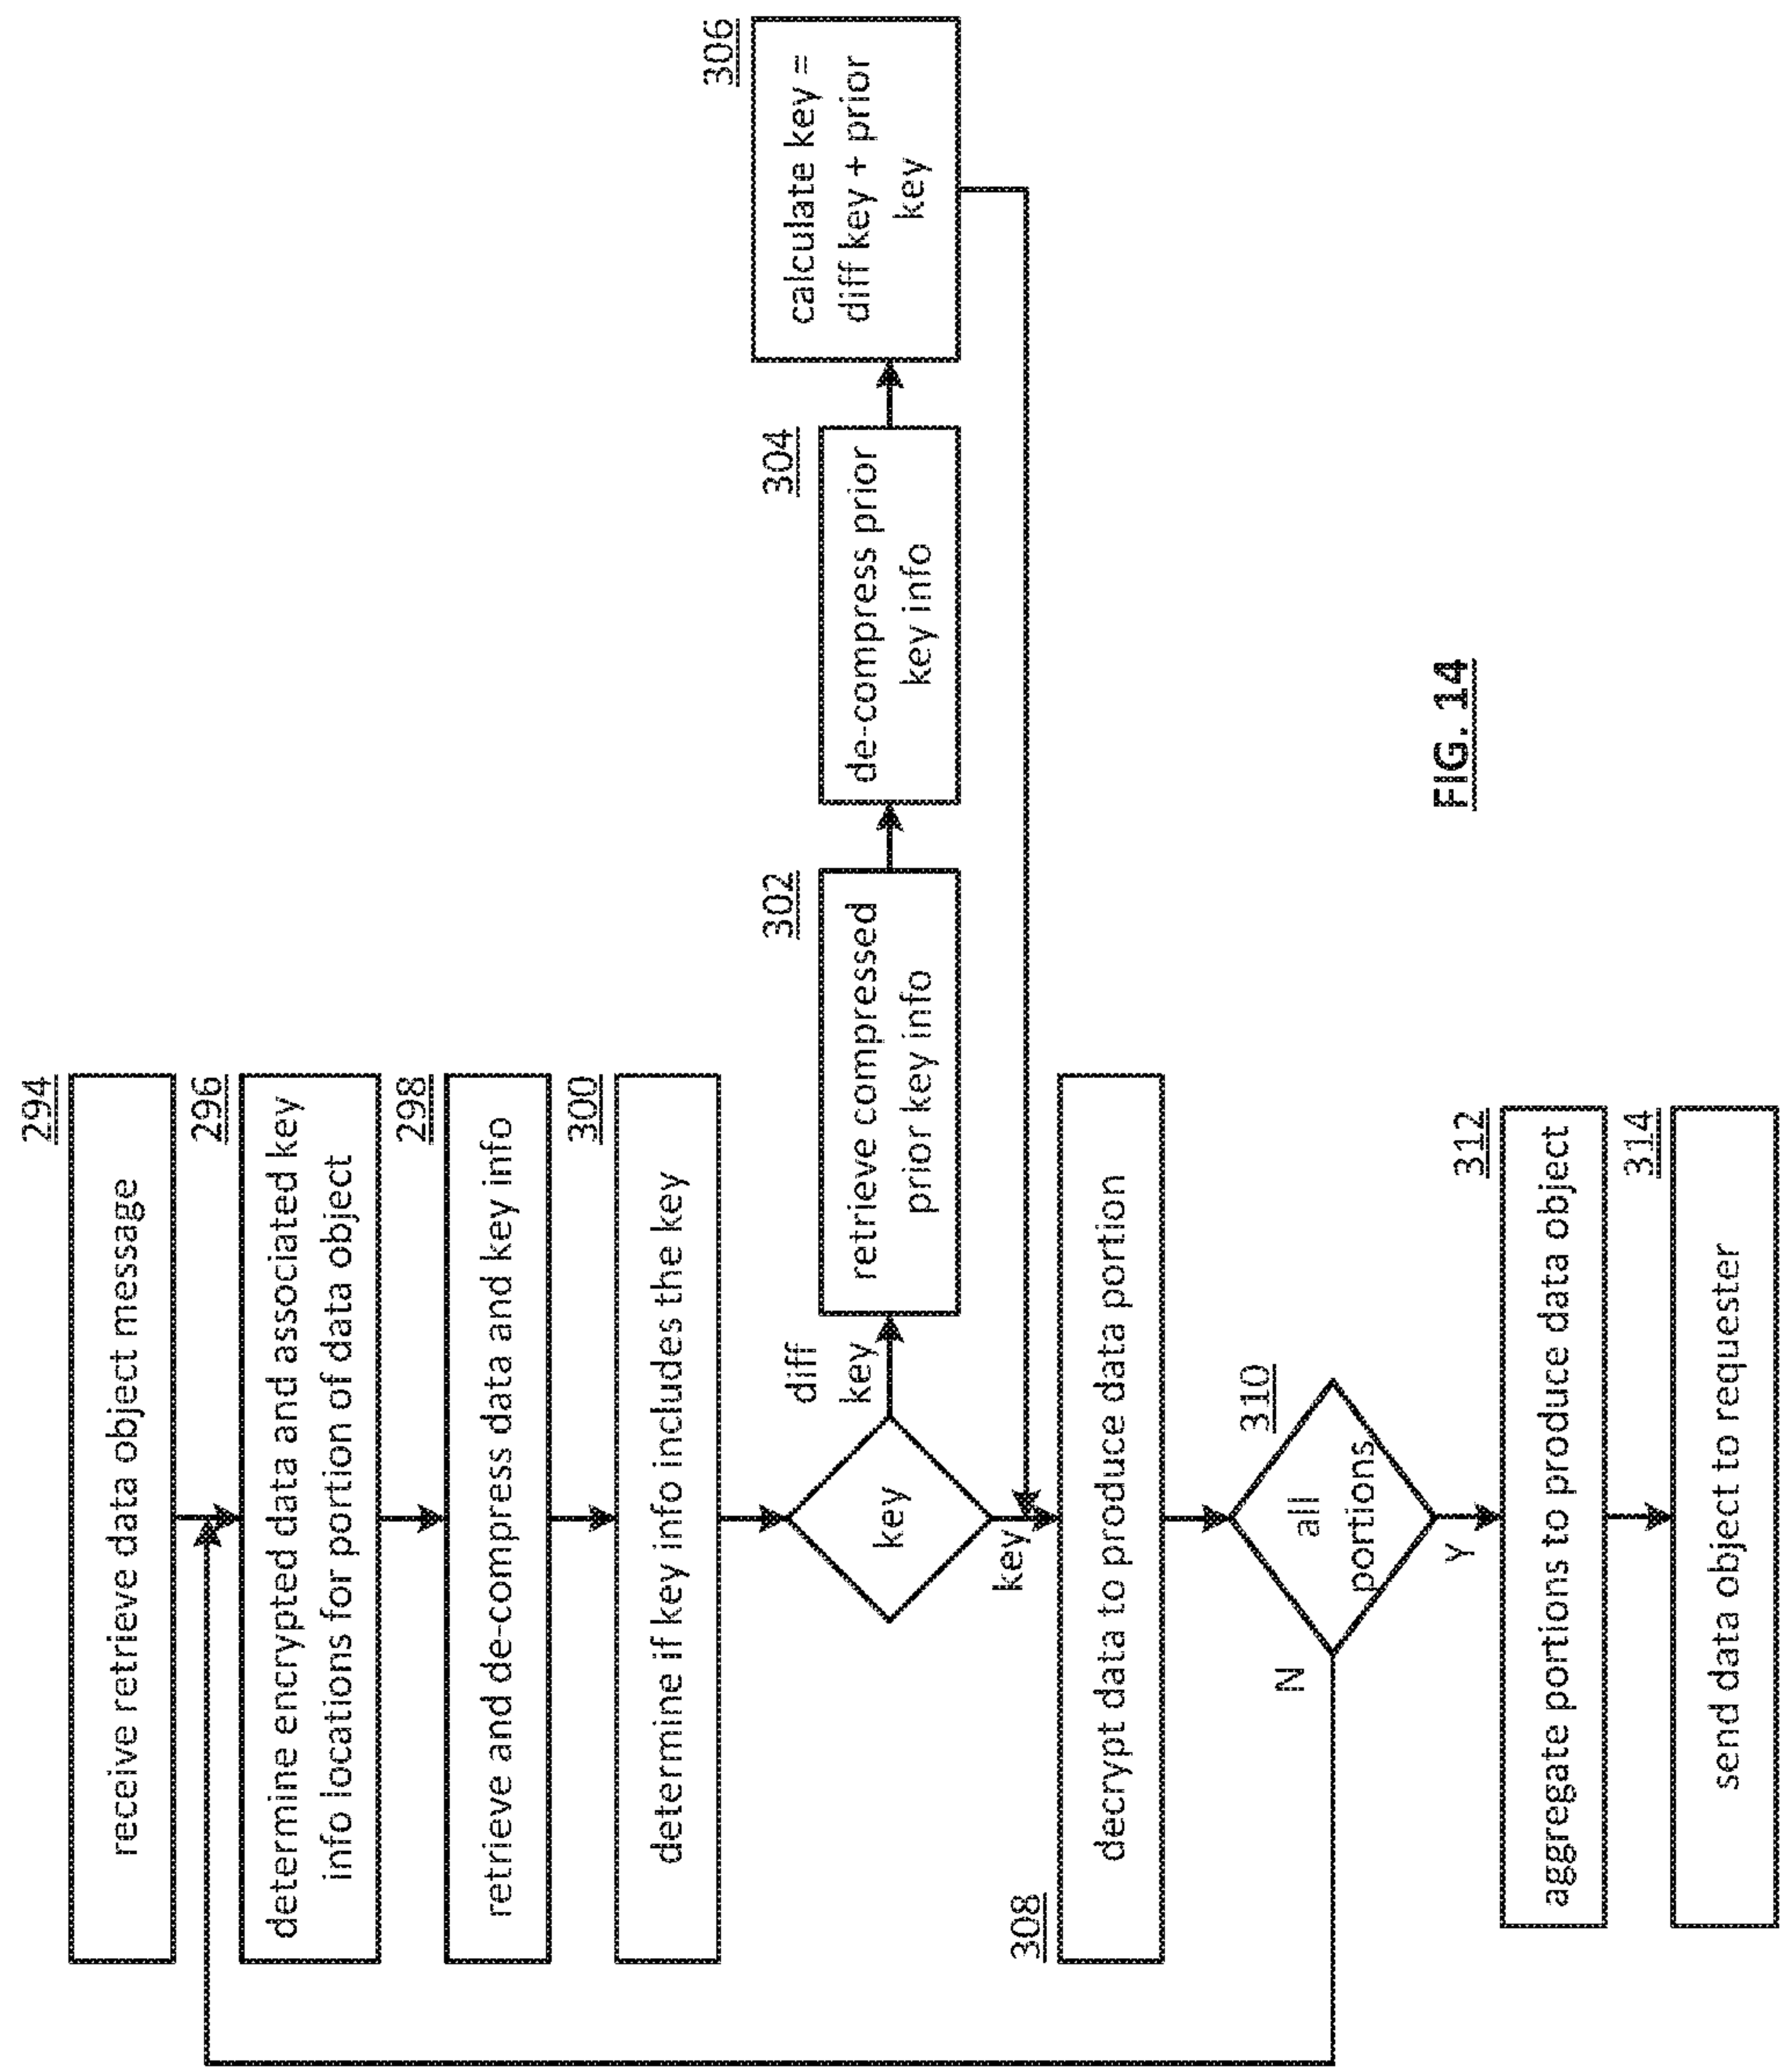 294
receive retrieve data object message
296
determine encrypted data and associated key
info locations for portion of data object
298
retrieve and de-compress data and key info
300
determine if key info includes the key
key
diff
key
302
retrieve compressed
prior key info
304
de-compress prior
key info
306
calculate key =
diff key + prior
key
key
308
decrypt data to produce data portion
310
all
portions
N
Y
312
aggregate portions to produce data object
314
send data object to requester
FIG. 14